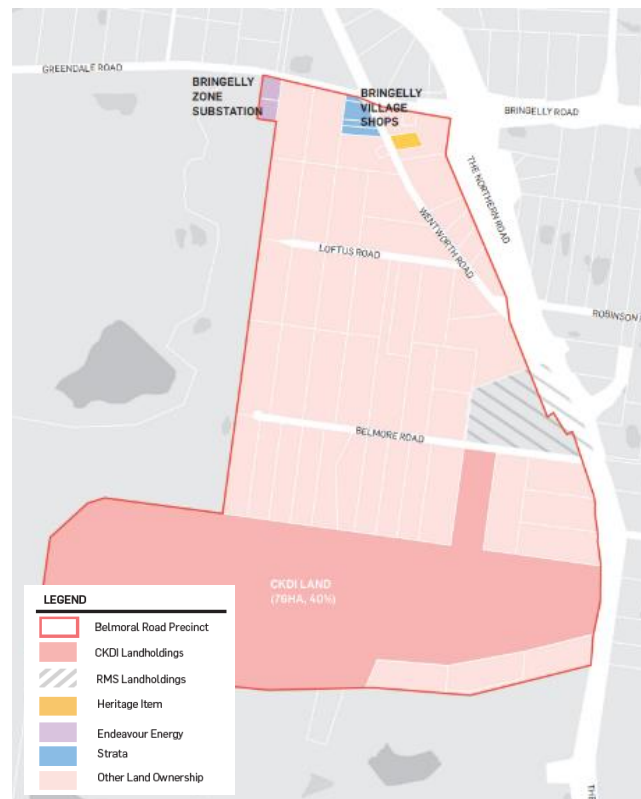 GREENDALE ROAD
BRINGELLY
ZONE
SUBSTATION
BRINGELLY
VILLAGE
SHOPS
BRINGELLY ROAD
THE NORTHERN ROAD
WENTWORTH ROAD
LOFTUS ROAD
ROBINSON
BELMORE ROAD
CKDI LAND
(76HA, 40%)
LEGEND
Belmoral Road Precinct
CKDI Landholdings
RMS Landholdings
Heritage Item
Endeavour Energy
Strata
Other Land Ownership